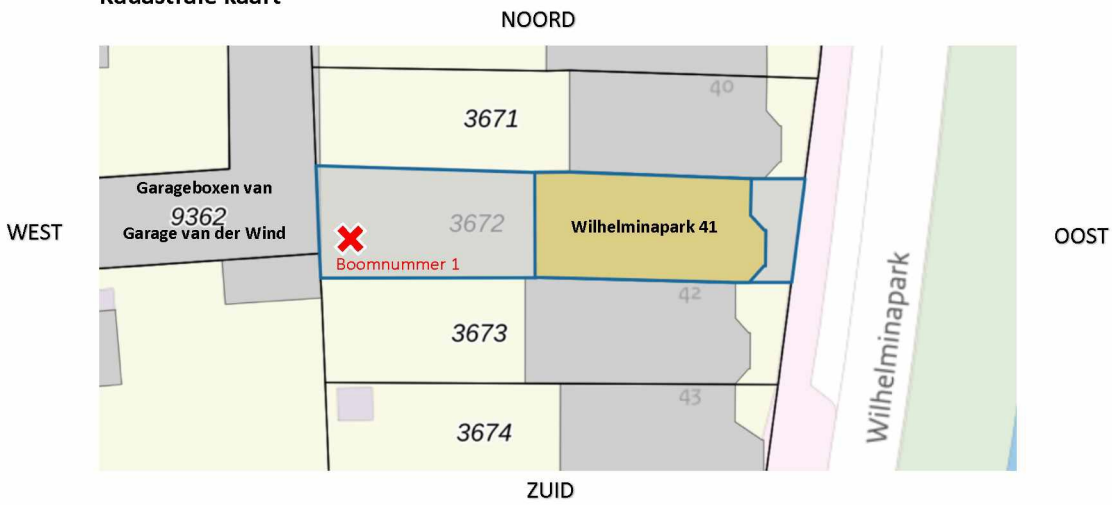 Kadastrale kaart
NOORD
40
3671
Garageboxen van
9362
Garage van der Wind
3672
Wilhelminapark 41
WEST
OOST
Boomnummer 1
42
3673
Wilhelminapark
43
3674
ZUID